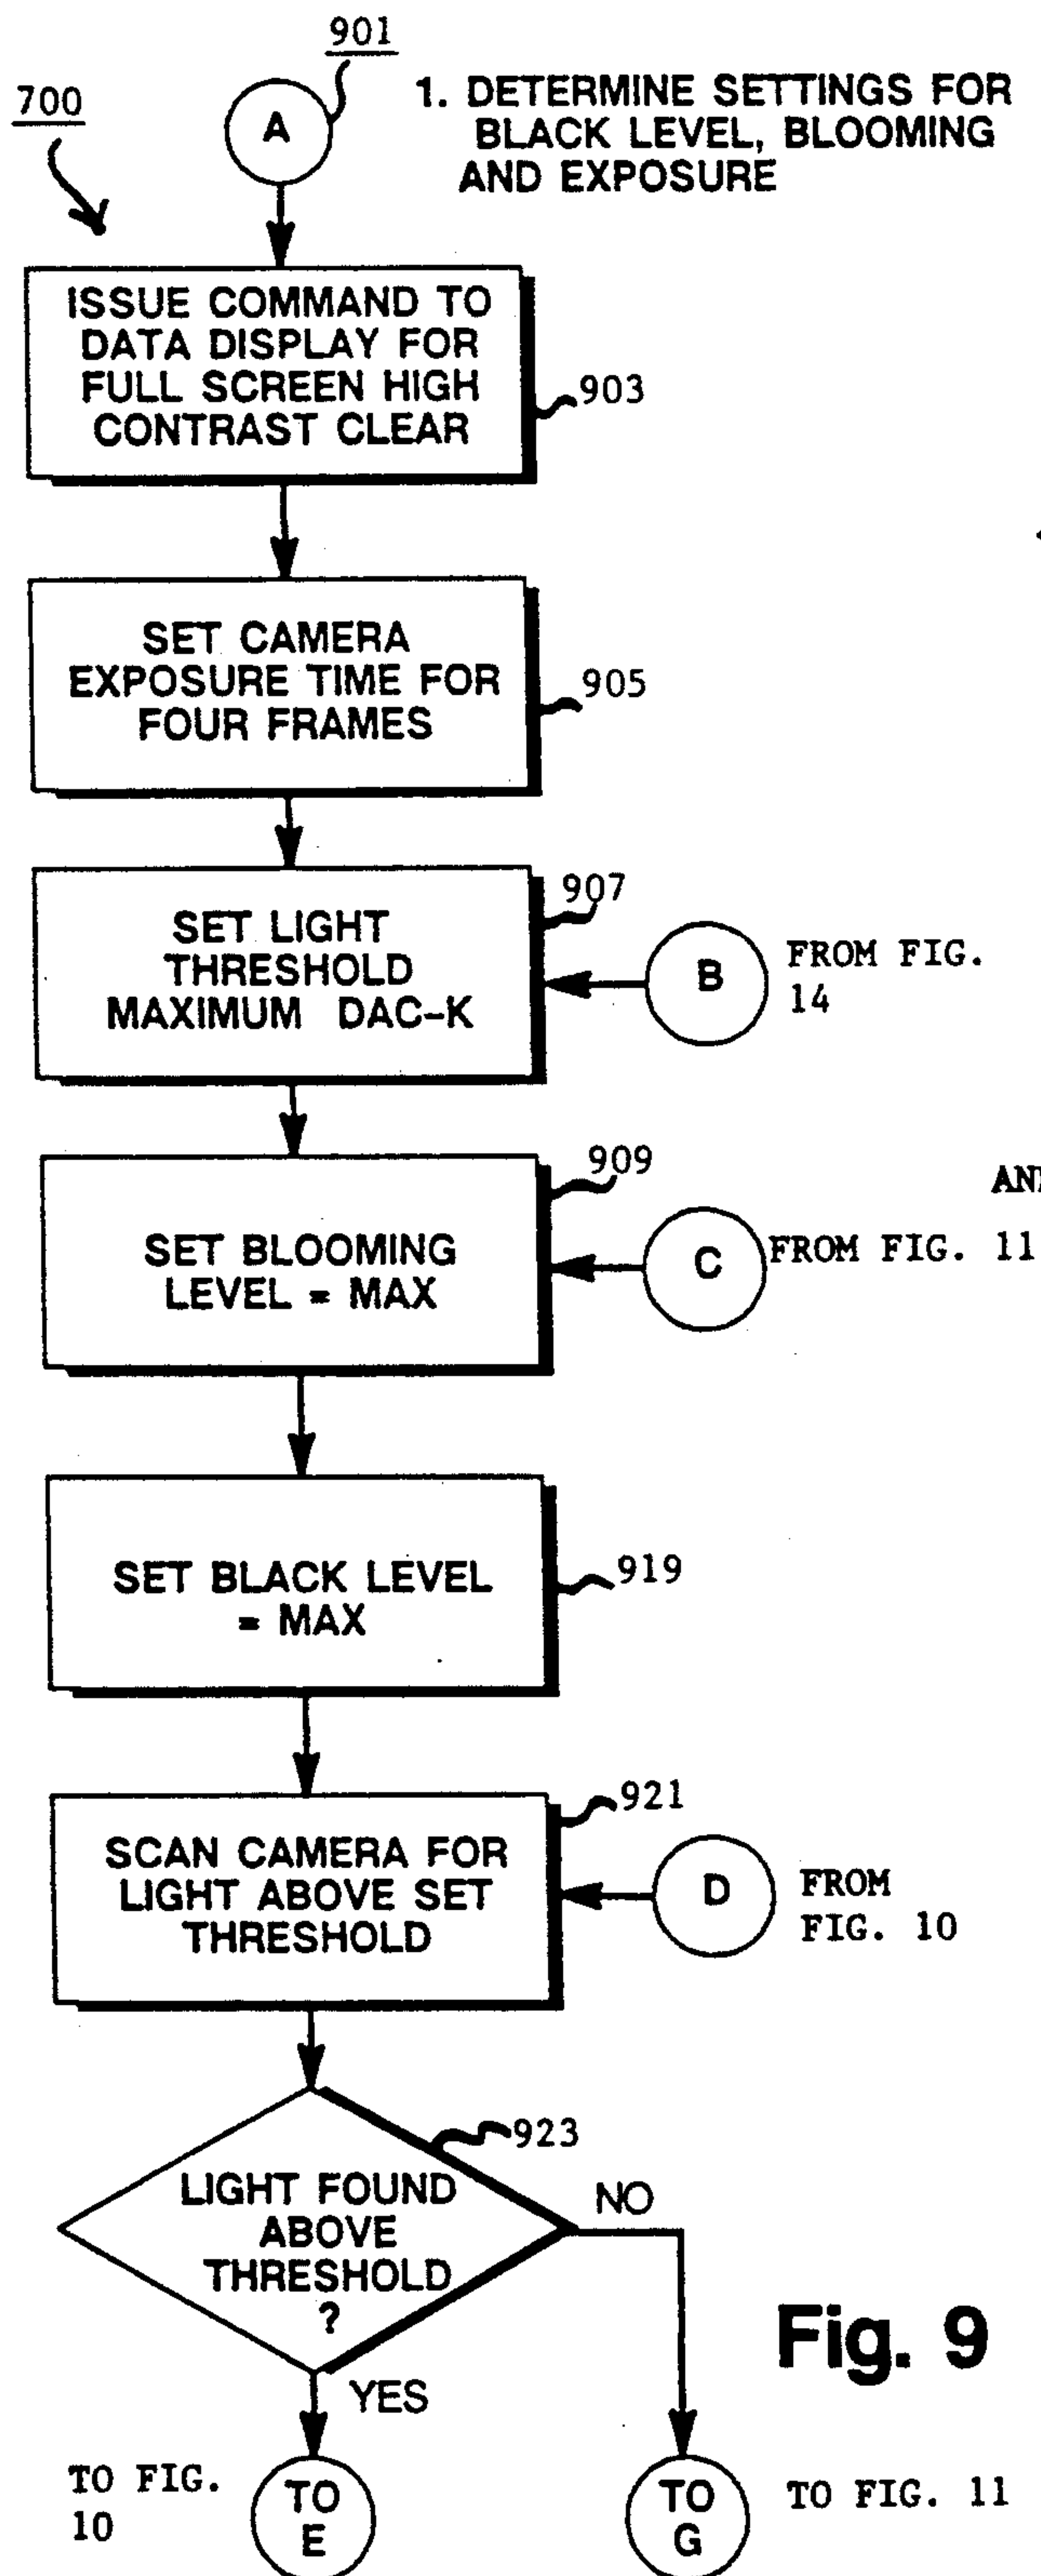 901
700
A
1. DETERMINE SETTINGS FOR
BLACK LEVEL, BLOOMING
AND EXPOSURE
ISSUE COMMAND TO
DATA DISPLAY FOR
FULL SCREEN HIGH
CONTRAST CLEAR
903
SET CAMERA
EXPOSURE TIME FOR
FOUR FRAMES
905
SET LIGHT
THRESHOLD
MAXIMUM DAC-K
907
B
FROM FIG.
14
SET BLOOMING
LEVEL = MAX
909
C
FROM FIG. 11
SET BLACK LEVEL
= MAX
919
SCAN CAMERA FOR
LIGHT ABOVE SET
THRESHOLD
921
D
FROM
FIG. 10
LIGHT FOUND
ABOVE
THRESHOLD
?
923
NO
YES
Fig. 9
TO FIG.
10
TO
E
TO
G
TO FIG. 11